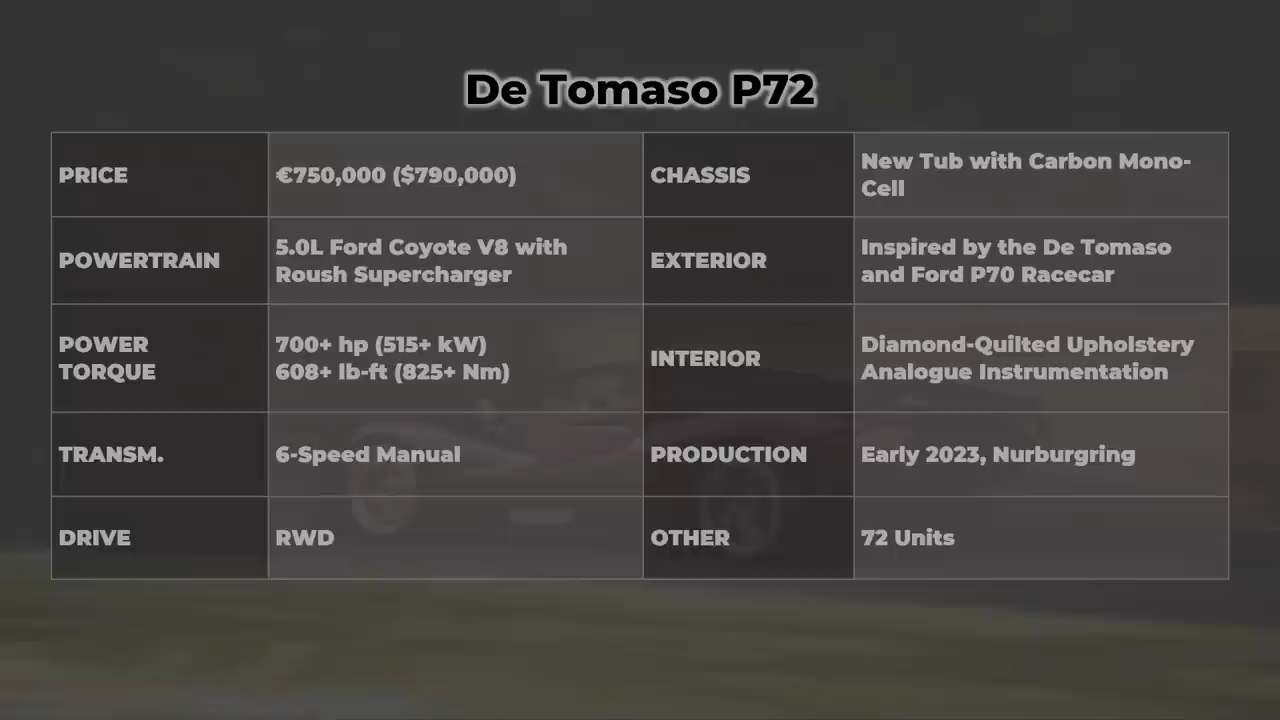 De Tomaso P72
PRICE
€750,000 ($790,000)
CHASSIS
New Tub with Carbon Mono-
Cell
POWERTRAIN
5.0L Ford Coyote V8 with
Roush Supercharger
EXTERIOR
Inspired by the De Tomaso
and Ford P70 Racecar
POWER
TORQUE
700+ hp (515+ kW)
608+ lb-ft (825+ Nm)
INTERIOR
Diamond-Quilted Upholstery
Analogue Instrumentation
TRANSM.
6-Speed Manual
PRODUCTION
Early 2023, Nurburgring
DRIVE
RWD
OTHER
72 Units